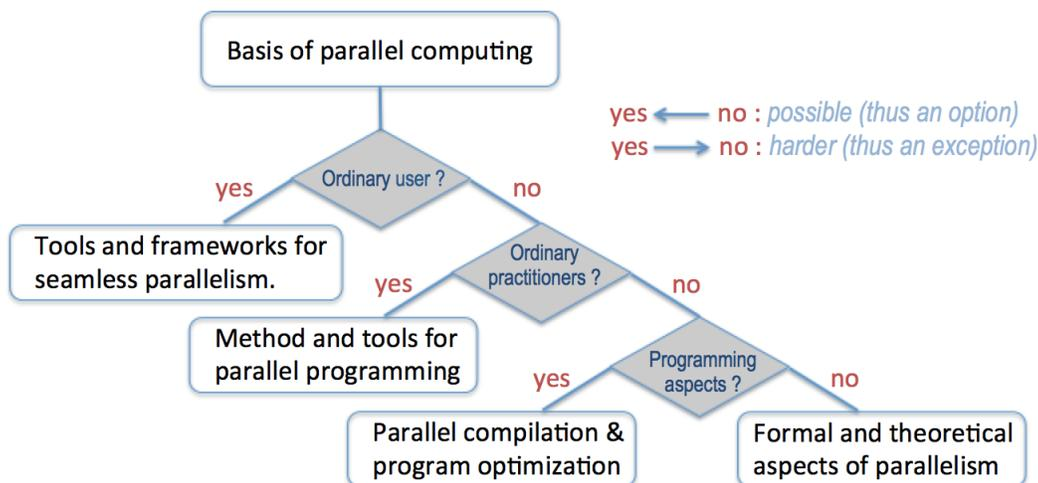 Basis of parallel computing
yes ← no : possible (thus an option)
yes → no : harder (thus an exception)
Ordinary user ?
yes
no
Tools and frameworks for
seamless parallelism.
Ordinary
practitioners ?
yes
no
Method and tools for
parallel programming
Programming
aspects ?
yes
no
Parallel compilation &
program optimization
Formal and theoretical
aspects of parallelism